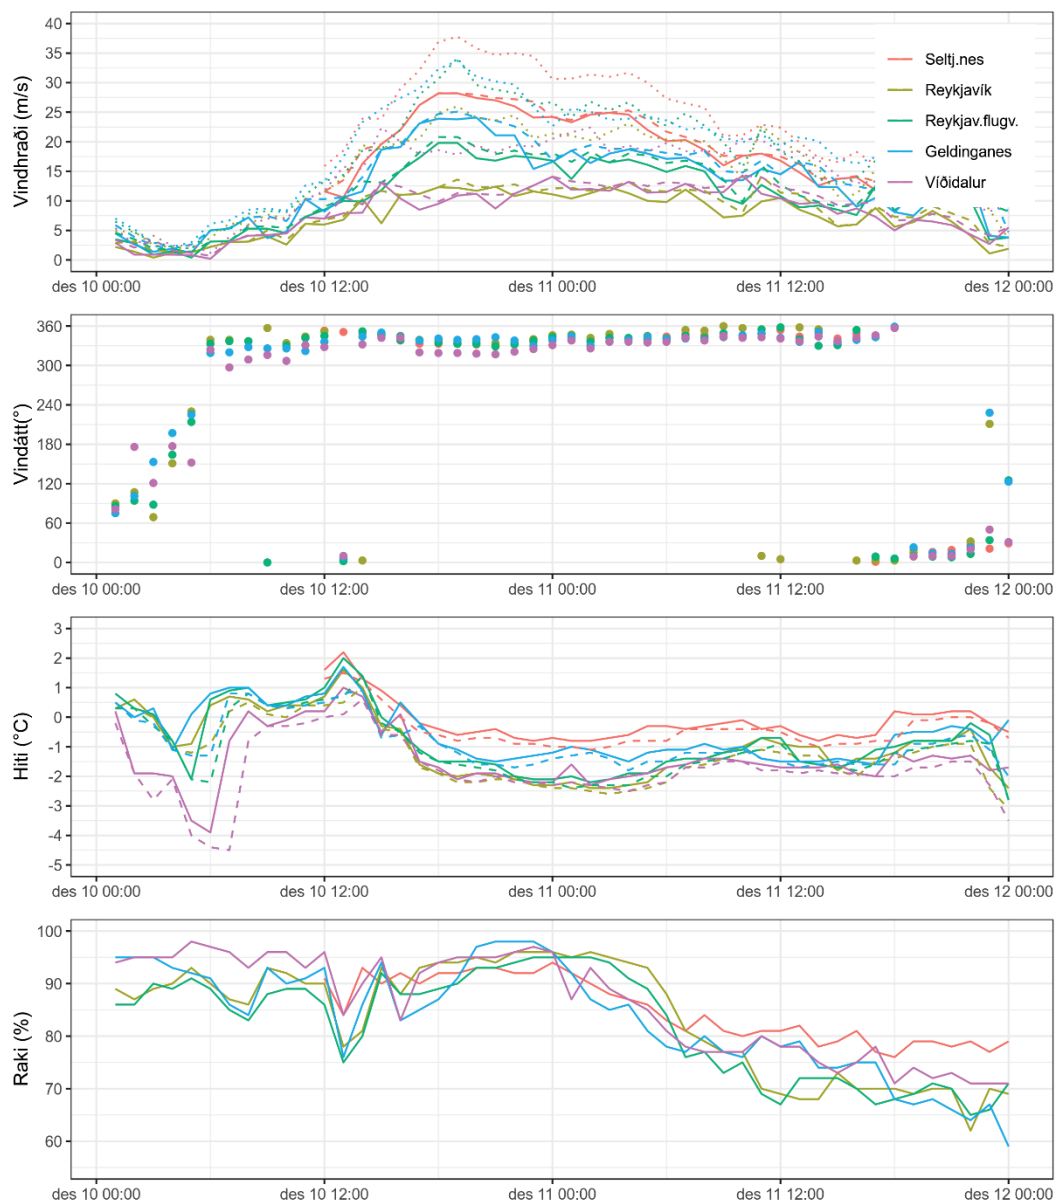 Vindhraði (m/s)
40
35
30
25
20
15
10
5
0
Seltj.nes
Reykjavík
Reykjav.flugv.
Geldinganes
Víðidalur
des 10 00:00 des 10 12:00 des 11 00:00 des 11 12:00 des 12 00:00
Vindátt(°)
360
300
240
180
120
60
0
des 10 00:00 des 10 12:00 des 11 00:00 des 11 12:00 des 12 00:00
Hiti (°C)
3
2
1
0
-1
-2
-3
-4
-5
des 10 00:00 des 10 12:00 des 11 00:00 des 11 12:00 des 12 00:00
Raki (%)
100
90
80
70
60
des 10 00:00 des 10 12:00 des 11 00:00 des 11 12:00 des 12 00:00